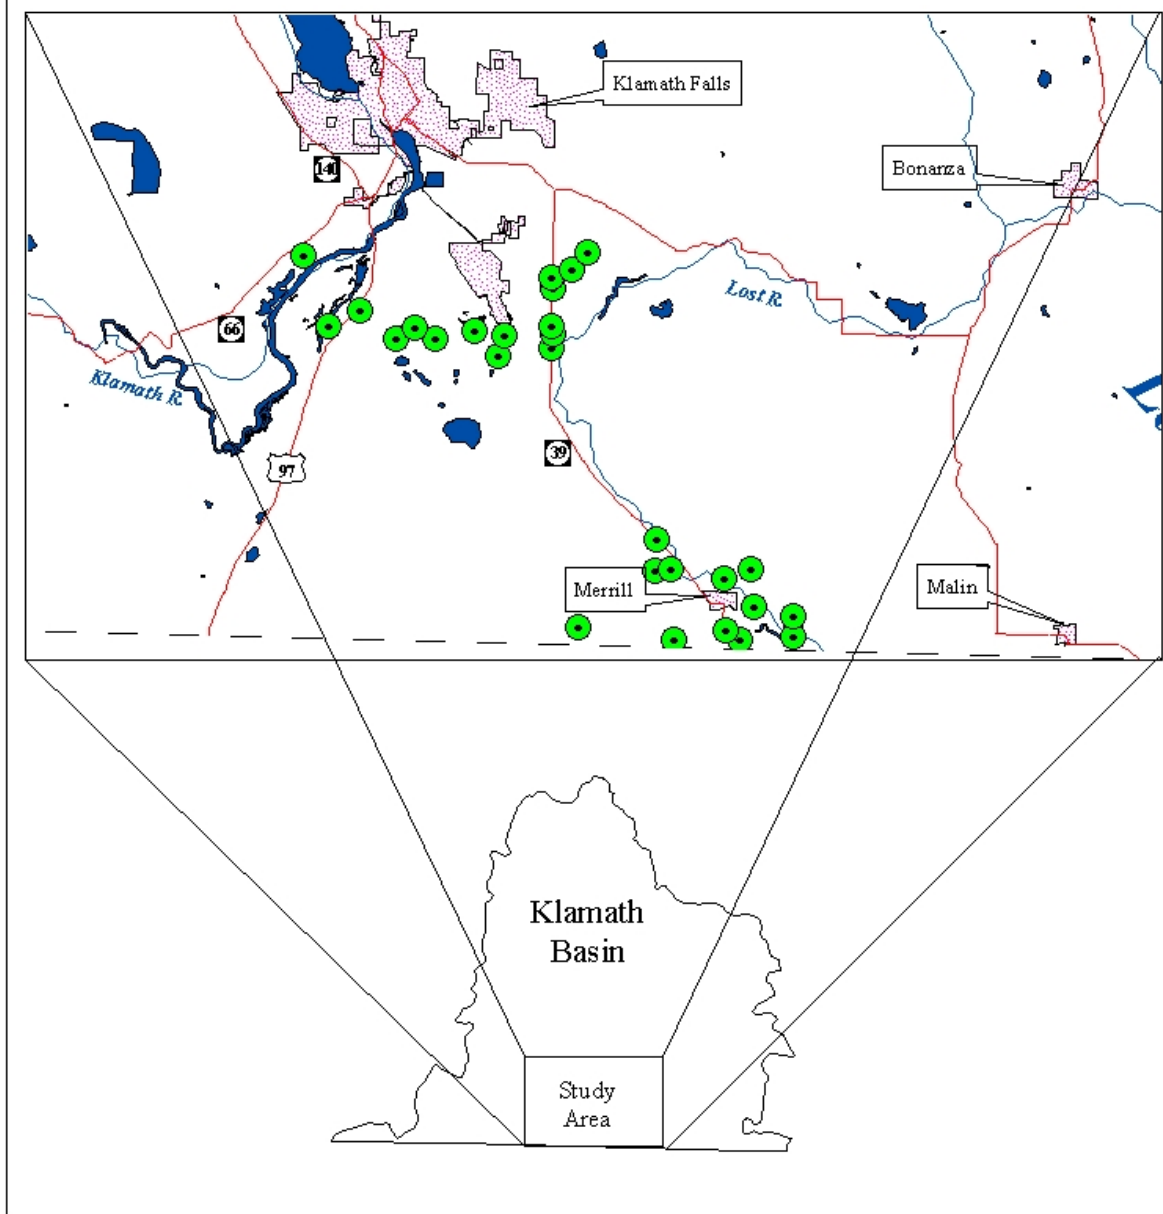 Klamath Falls
140
Bonanza
Lost R.
66
Klamath R.
39
97
Merrill
Malin
Klamath
Basin
Study
Area